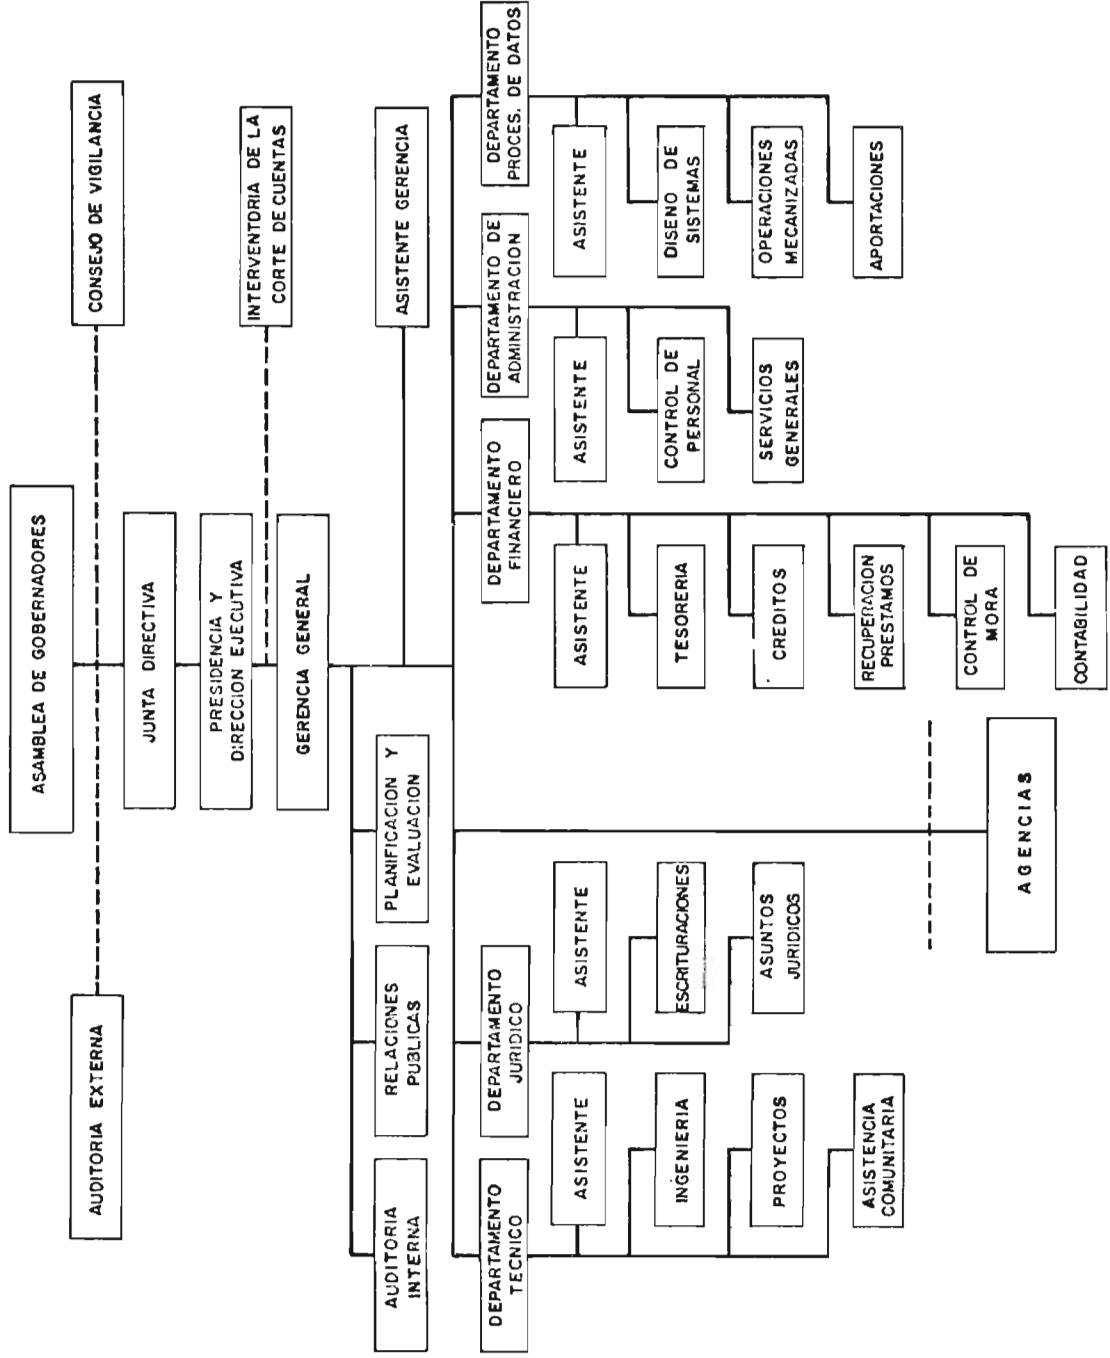 ASAMBLEA DE GOBERNADORES
AUDITORIA EXTERNA
CONSEJO DE VIGILANCIA
JUNTA DIRECTIVA
PRESIDENCIA Y
DIRECCION EJECUTIVA
INTERVENTORIA DE LA
CORTE DE CUENTAS
GERENCIA GENERAL
AUDITORIA
INTERNA
RELACIONES
PUBLICAS
PLANIFICACION Y
EVALUACION
ASISTENTE GERENCIA
DEPARTAMENTO
TECNICO
DEPARTAMENTO
JURIDICO
DEPARTAMENTO
FINANCIERO
DEPARTAMENTO DE
ADMINISTRACION
DEPARTAMENTO
PROCES. DE DATOS
ASISTENTE
ASISTENTE
ASISTENTE
ASISTENTE
ASISTENTE
INGENIERIA
ESCRITURACIONES
TESORERIA
CONTROL DE
PERSONAL
DISENO DE
SISTEMAS
PROYECTOS
ASUNTOS
JURIDICOS
CREDITOS
SERVICIOS
GENERALES
OPERACIONES
MECANIZADAS
ASISTENCIA
COMUNITARIA
RECUPERACION
PRESTAMOS
APORTACIONES
CONTROL DE
MORA
AGENCIAS
CONTABILIDAD